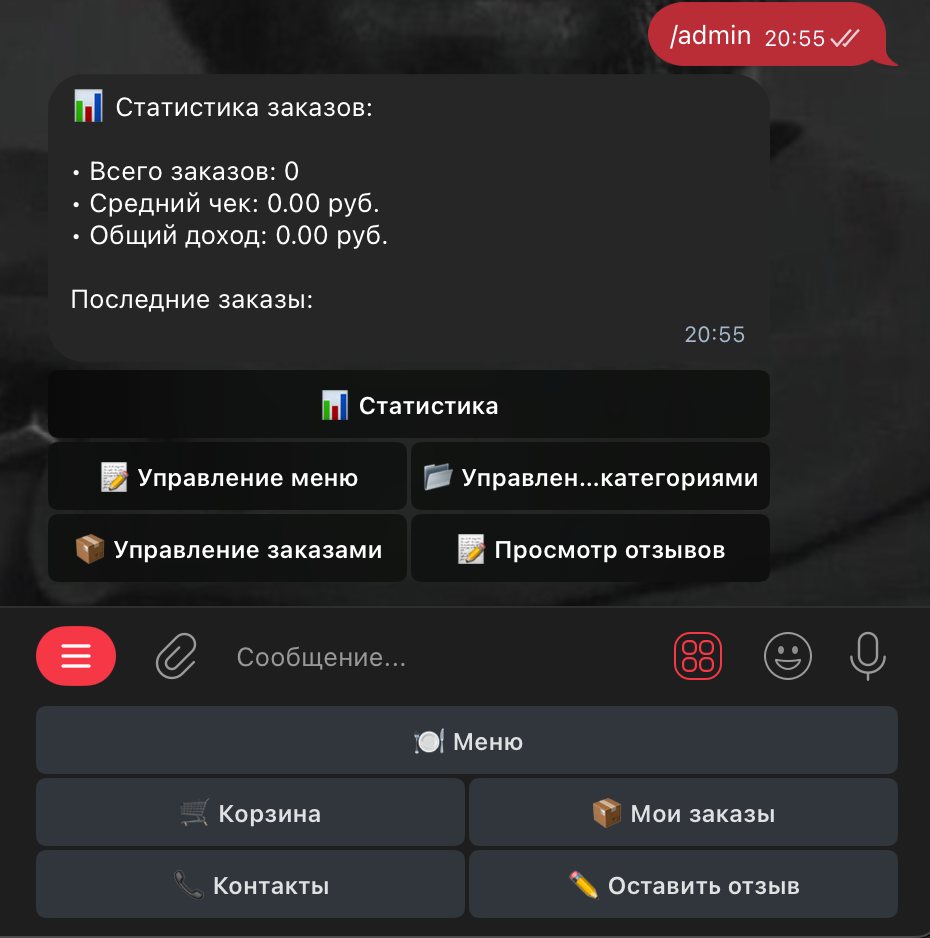 /admin 20:55
Статистика заказов:
• Всего заказов: 0
• Средний чек: 0.00 руб.
• Общий доход: 0.00 руб.
Последние заказы:
20:55
Статистика
Управление меню
Управлен...категориями
Управление заказами
Просмотр отзывов
Сообщение...
Меню
Корзина
Мои заказы
Контакты
Оставить отзыв